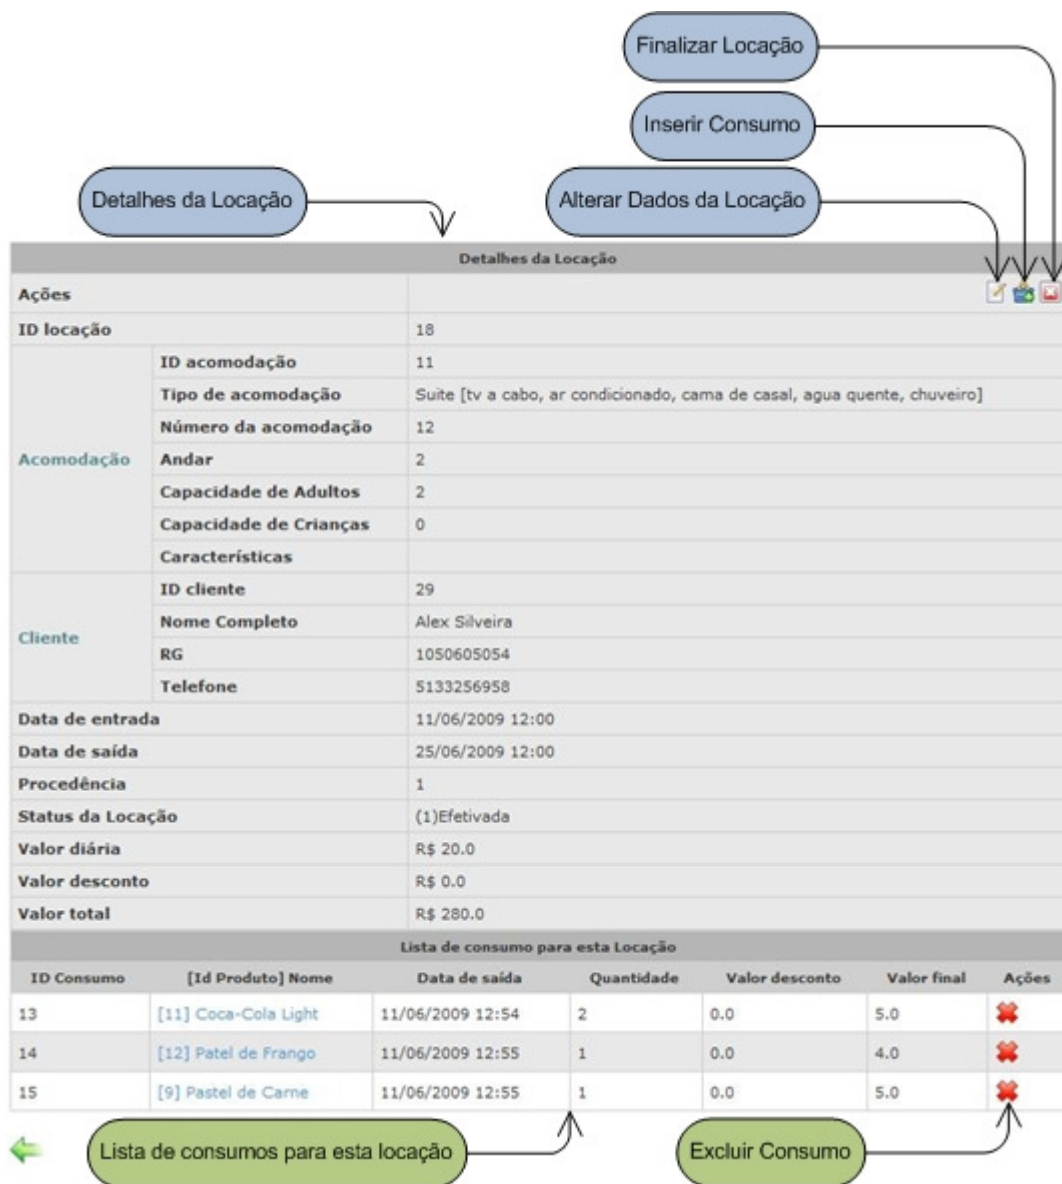 Finalizar Locação
Inserir Consumo
Detalhes da Locação
Alterar Dados da Locação
Detalhes da Locação
Ações
ID locação 18
Acomodação
ID acomodação 11
Tipo de acomodação Suite [tv a cabo, ar condicionado, cama de casal, agua quente, chuveiro]
Número da acomodação 12
Andar 2
Capacidade de Adultos 2
Capacidade de Crianças 0
Características
Cliente
ID cliente 29
Nome Completo Alex Silveira
RG 1050605054
Telefone 5133256958
Data de entrada 11/06/2009 12:00
Data de saída 25/06/2009 12:00
Procedência 1
Status da Locação (1)Efetivada
Valor diária R$ 20.0
Valor desconto R$ 0.0
Valor total R$ 280.0
Lista de consumo para esta Locação
ID Consumo [Id Produto] Nome Data de saída Quantidade Valor desconto Valor final Ações
13 [11] Coca-Cola Light 11/06/2009 12:54 2 0.0 5.0
14 [12] Patel de Frango 11/06/2009 12:55 1 0.0 4.0
15 [9] Pastel de Carne 11/06/2009 12:55 1 0.0 5.0
Lista de consumos para esta locação
Excluir Consumo